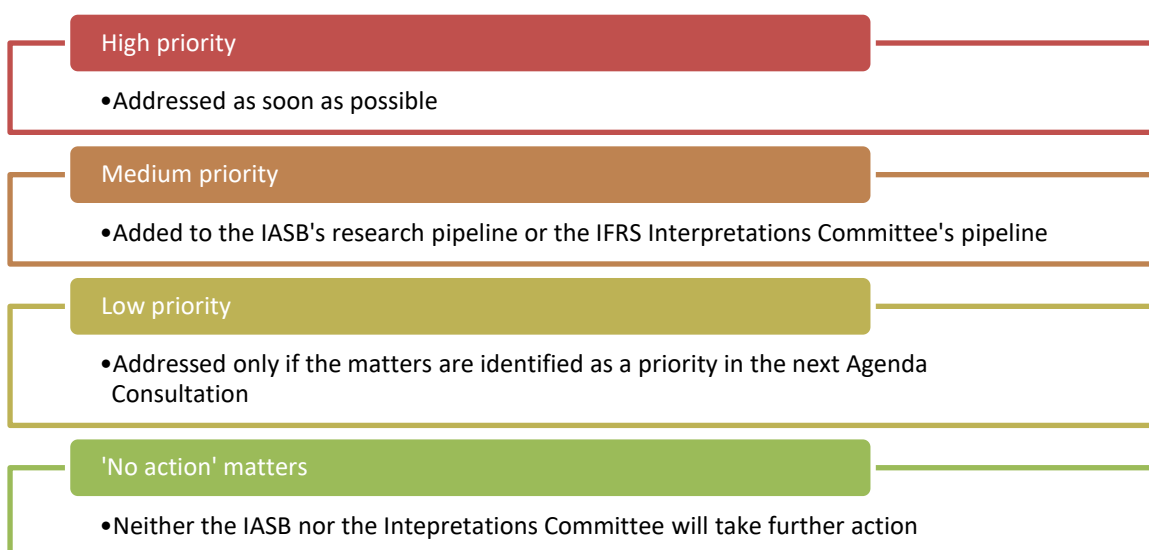 High priority
•Addressed as soon as possible
Medium priority
•Added to the IASB's research pipeline or the IFRS Interpretations Committee's pipeline
Low priority
•Addressed only if the matters are identified as a priority in the next Agenda
Consultation
'No action' matters
•Neither the IASB nor the Intepretations Committee will take further action